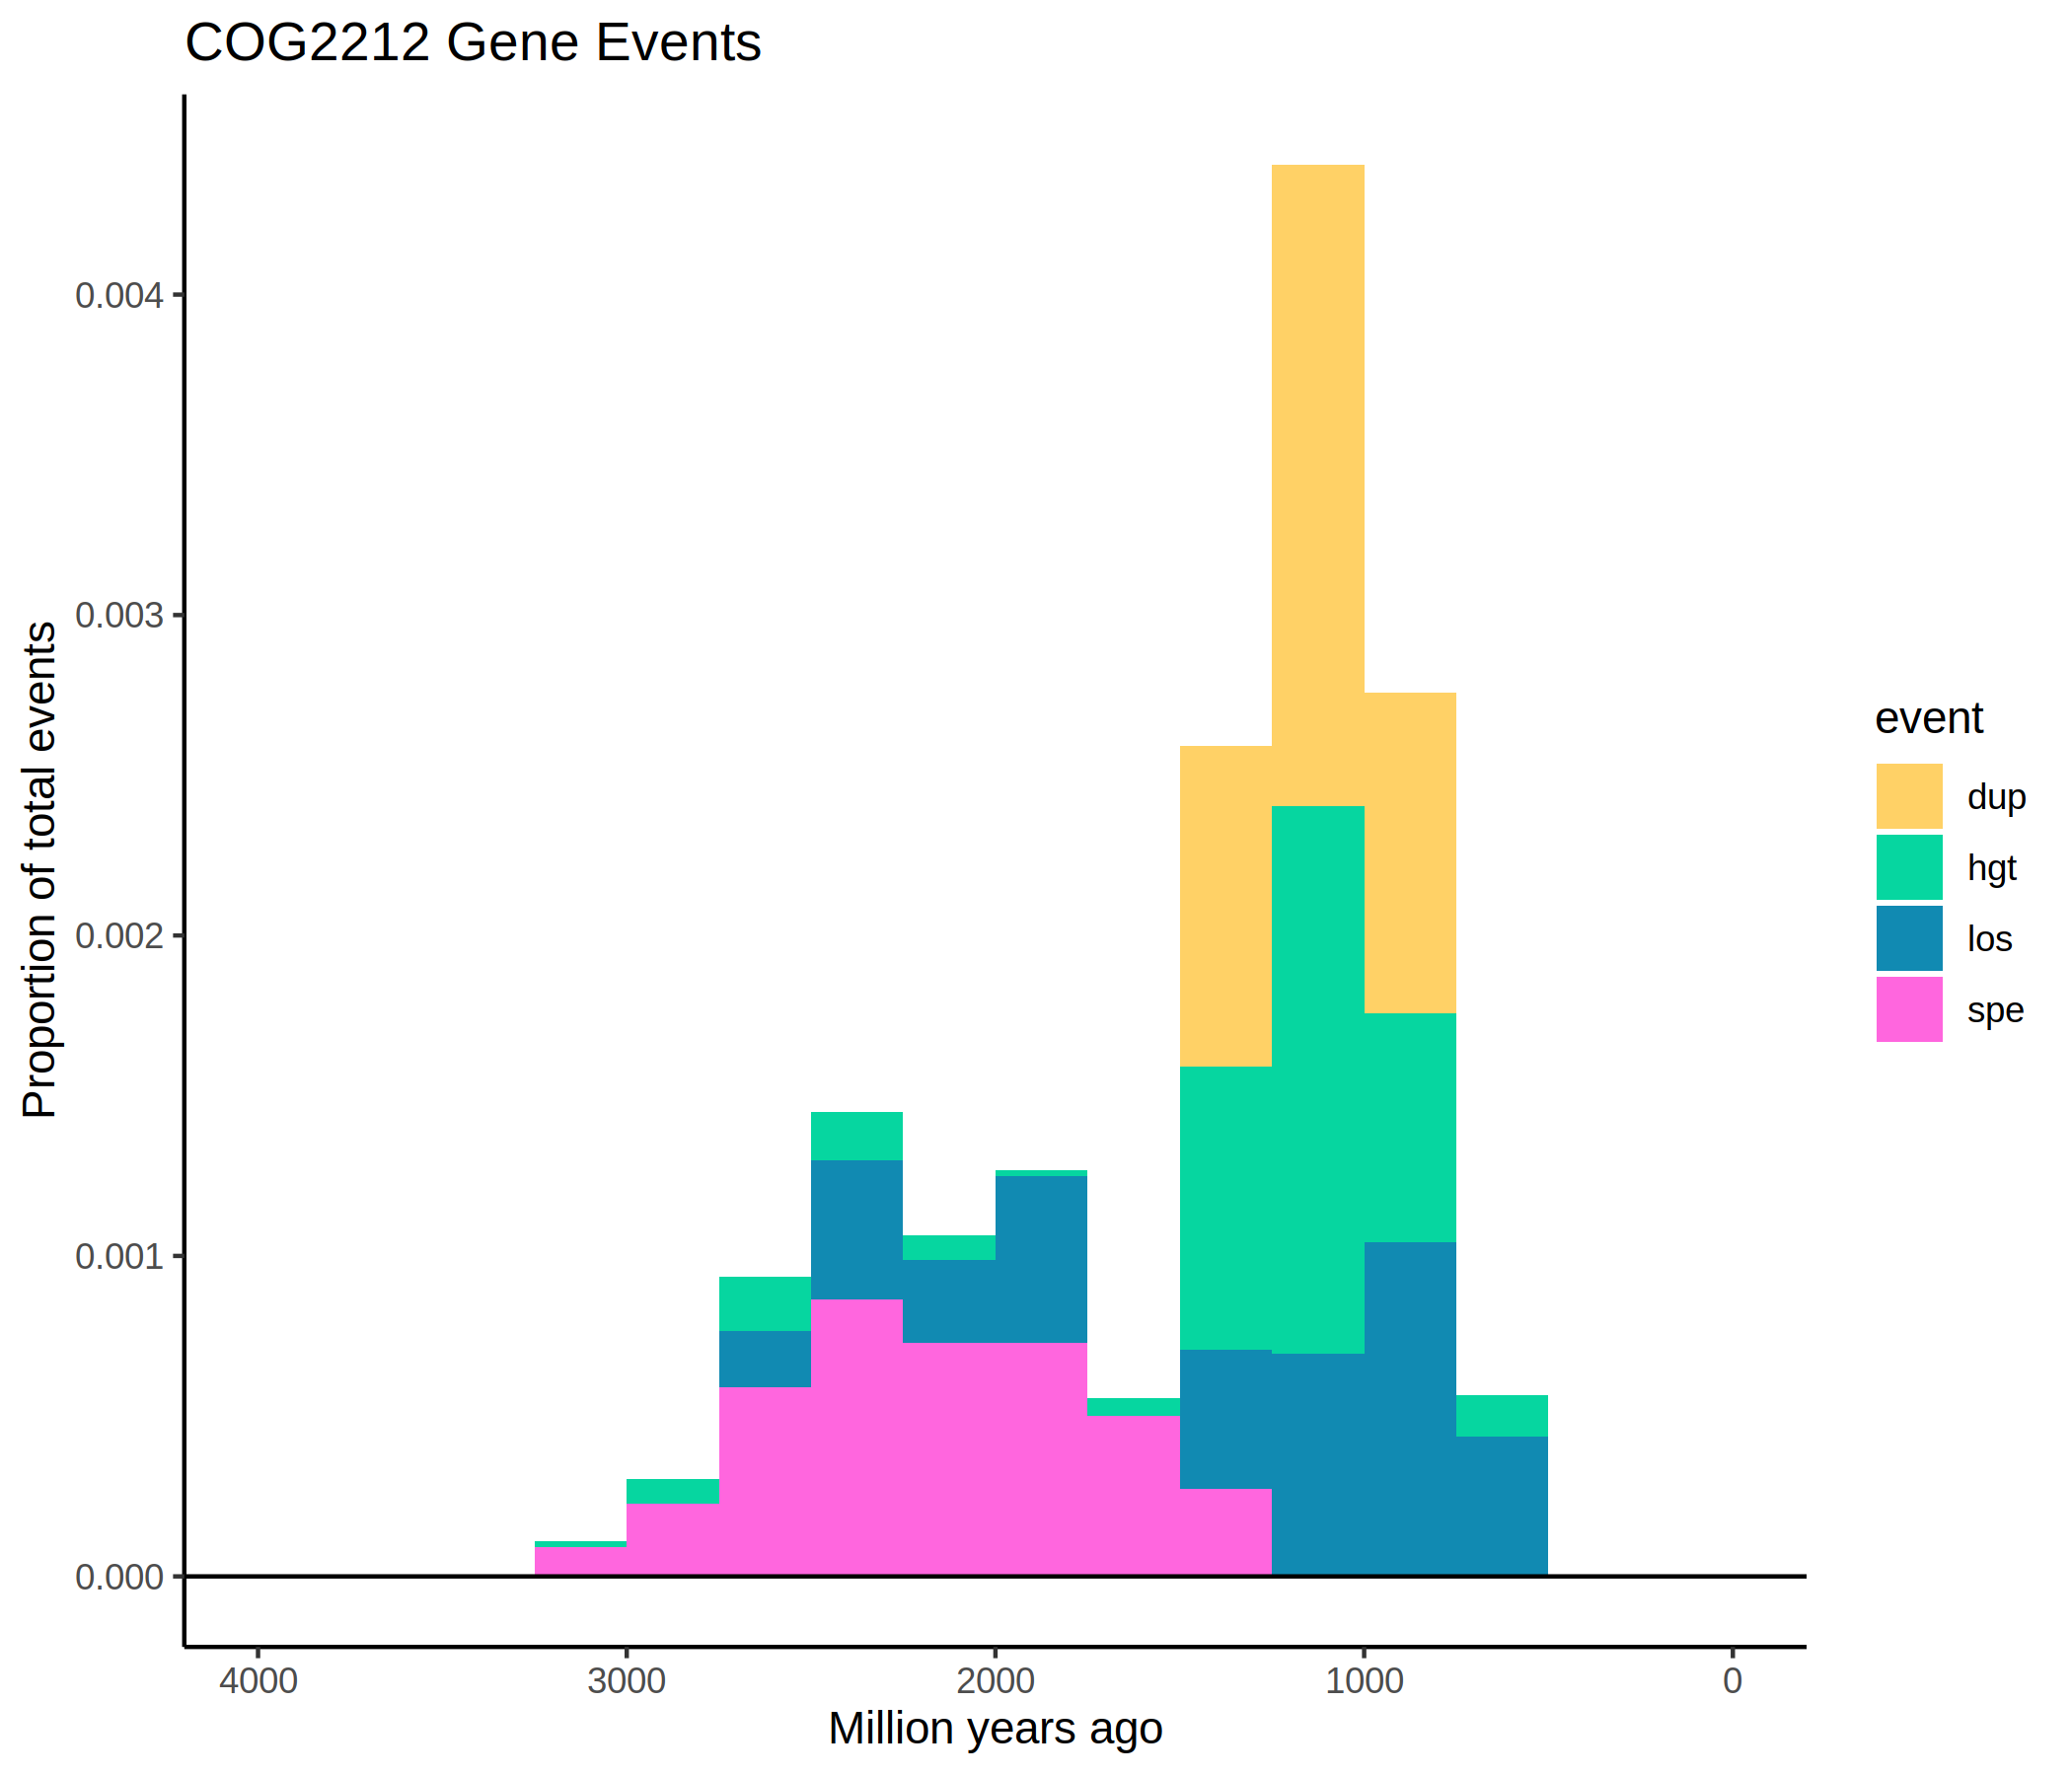 COG2212 Gene Events
Proportion of total events
0.004
0.003
0.002
0.001
0.000
4000 3000 2000 1000 0
Million years ago
event
dup
hgt
los
spe